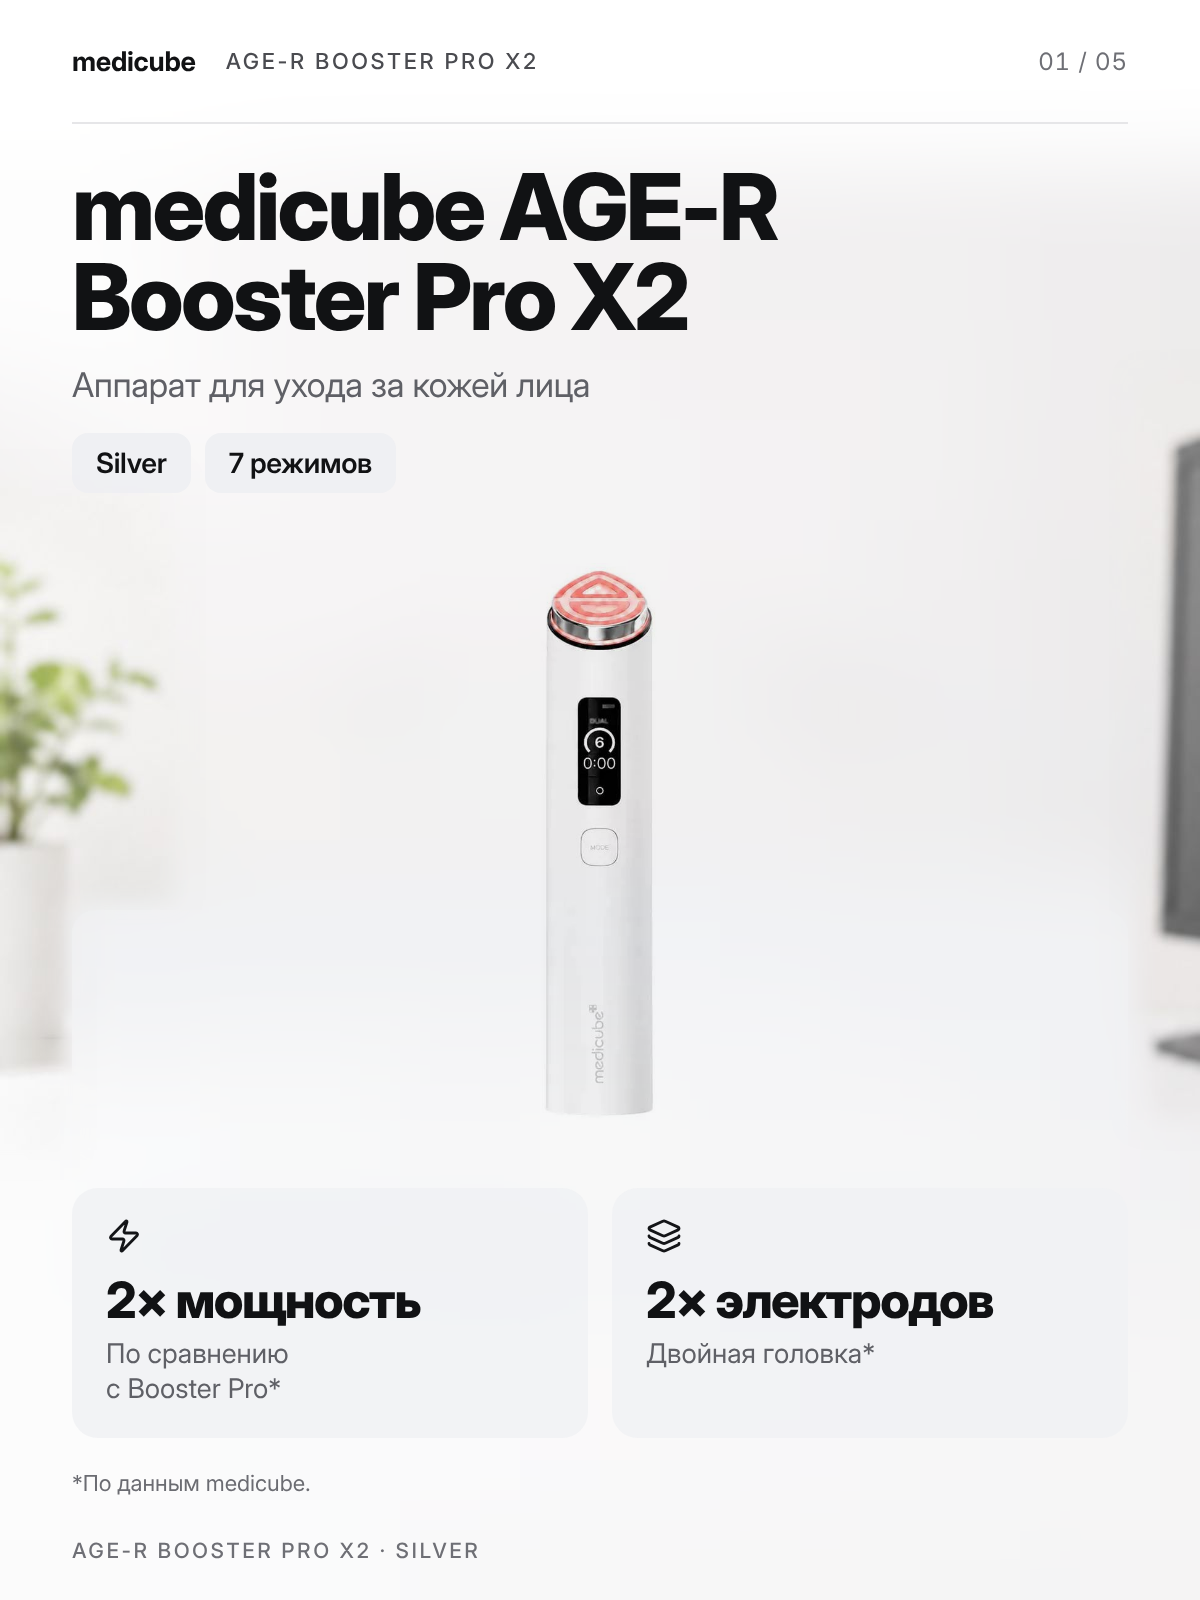 medicube AGE-R BOOSTER PRO X2 01 / 05
medicube AGE-R
Booster Pro X2
Аппарат для ухода за кожей лица
Silver 7 режимов
DUAL
6
0:00
MODE
medicube
2× мощность
По сравнению
с Booster Pro*
2× электродов
Двойная головка*
*По данным medicube.
AGE-R BOOSTER PRO X2 · SILVER